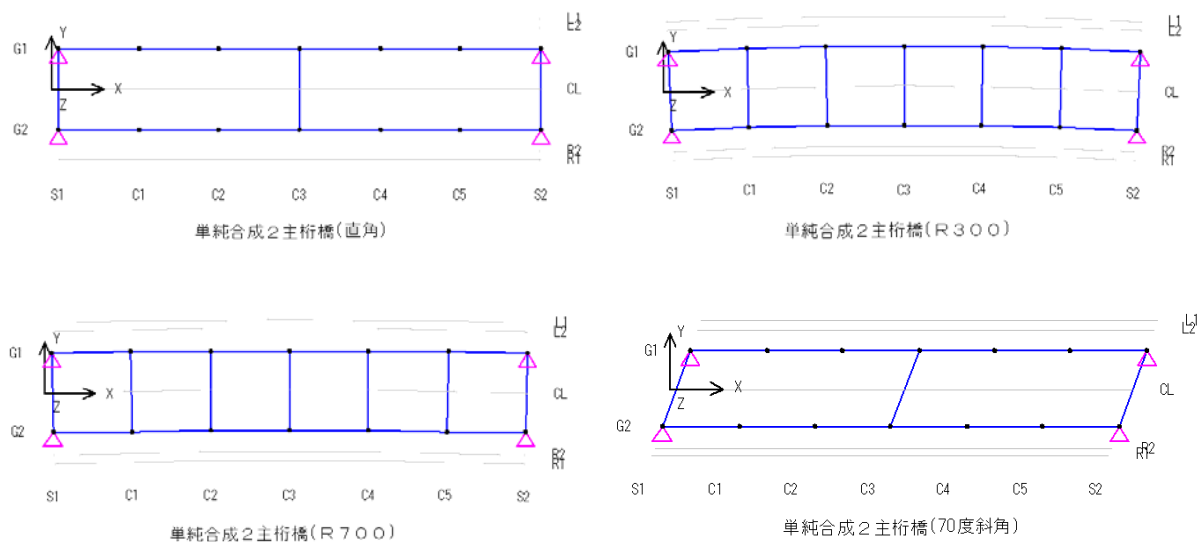 L1
L2
Y
G1
X
CL
Z
G2
R2
R1
S1 C1 C2 C3 C4 C5 S2
単純合成２主桁橋(直角)
L1
L2
Y
G1
X
CL
Z
G2
R2
R1
S1 C1 C2 C3 C4 C5 S2
単純合成２主桁橋(Ｒ３００)
L1
L2
Y
G1
X
CL
Z
G2
R2
R1
S1 C1 C2 C3 C4 C5 S2
単純合成２主桁橋(Ｒ７００)
L1
L2
Y
G1
X
CL
Z
G2
R2
R1
S1 C1 C2 C3 C4 C5 S2
単純合成２主桁橋(70度斜角)